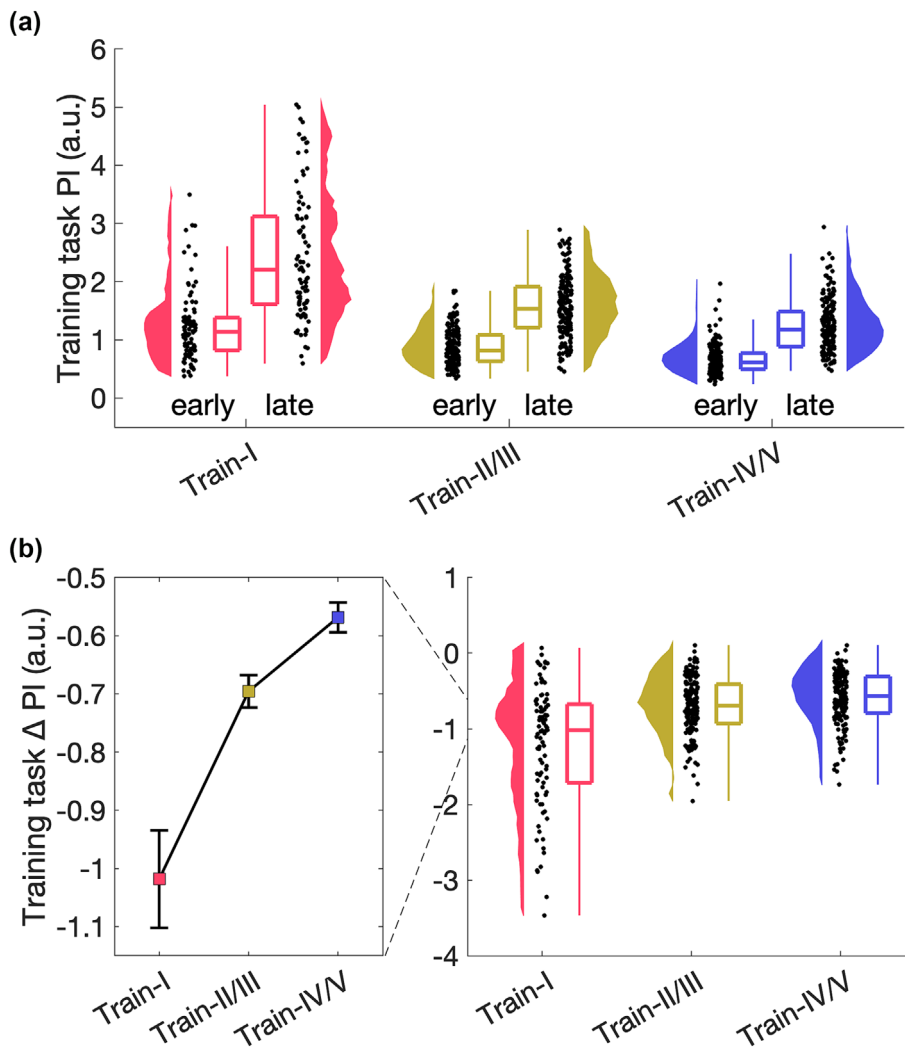 (a)
Training task PI (a.u.)
6
5
4
3
2
1
0
early late
early late
early late
Train-I
Train-II/III
Train-IV/V
(b)
Training task Δ PI (a.u.)
-0.5
-0.6
-0.7
-0.8
-0.9
-1
-1.1
Train-I
Train-II/III
Train-IV/V
1
0
-1
-2
-3
-4
Train-I
Train-II/III
Train-IV/V